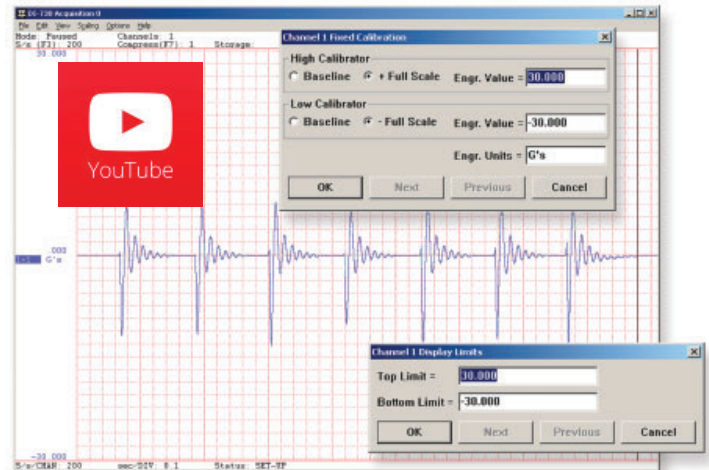 DI-730 Acquisition 0
File Edit View Scaling Options Help
Mode: Paused Channels: 1
S/s (F3): 200 Compress(F7): 1 Storage:
30.000
YouTube
Channel 1 Fixed Calibration
High Calibrator
Baseline + Full Scale Engr. Value = 30.000
Low Calibrator
Baseline - Full Scale Engr. Value = -30.000
Engr. Units = G's
OK Next Previous Cancel
.000
1=1 G's
Channel 1 Display Limits
Top Limit = 30.000
Bottom Limit = -30.000
OK Next Previous Cancel
-30.000
S/s/CHAN: 200 sec/DIV: 0.1 Status: SET-UP